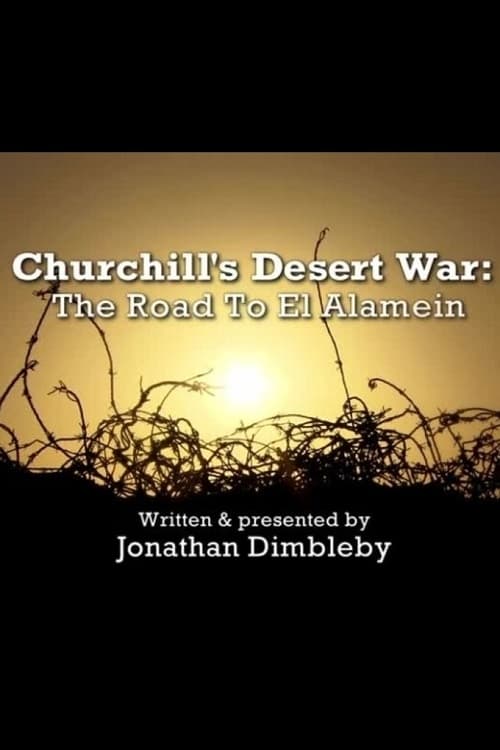 Churchill's Desert War:
The Road To El Alamein
Written & presented by
Jonathan Dimbleby